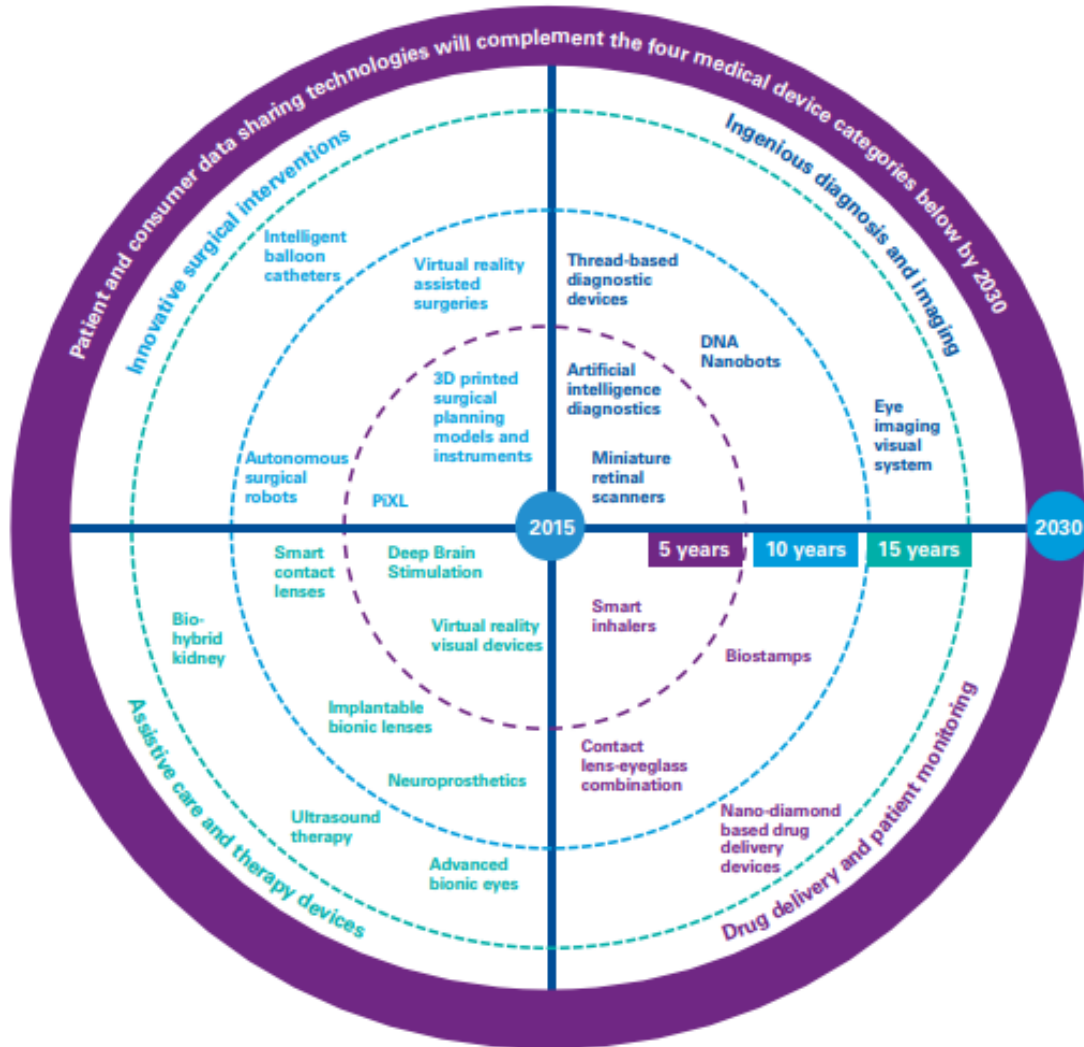 Patient and consumer data sharing technologies will complement the four medical device categories below by 2030
Innovative surgical interventions
Intelligent
balloon
catheters
Virtual reality
assisted
surgeries
3D printed
surgical
planning
models and
instruments
Autonomous
surgical
robots
PiXL
Ingenious diagnosis and imaging
Thread-based
diagnostic
devices
DNA
Nanobots
Artificial
intelligence
diagnostics
Eye
imaging
visual
system
Miniature
retinal
scanners
2015
2030
5 years
10 years
15 years
Smart
contact
lenses
Deep Brain
Stimulation
Bio-
hybrid
kidney
Virtual reality
visual devices
Implantable
bionic lenses
Neuroprosthetics
Ultrasound
therapy
Advanced
bionic eyes
Assistive care and therapy devices
Smart
inhalers
Biostamps
Contact
lens-eyeglass
combination
Nano-diamond
based drug
delivery
devices
Drug delivery and patient monitoring